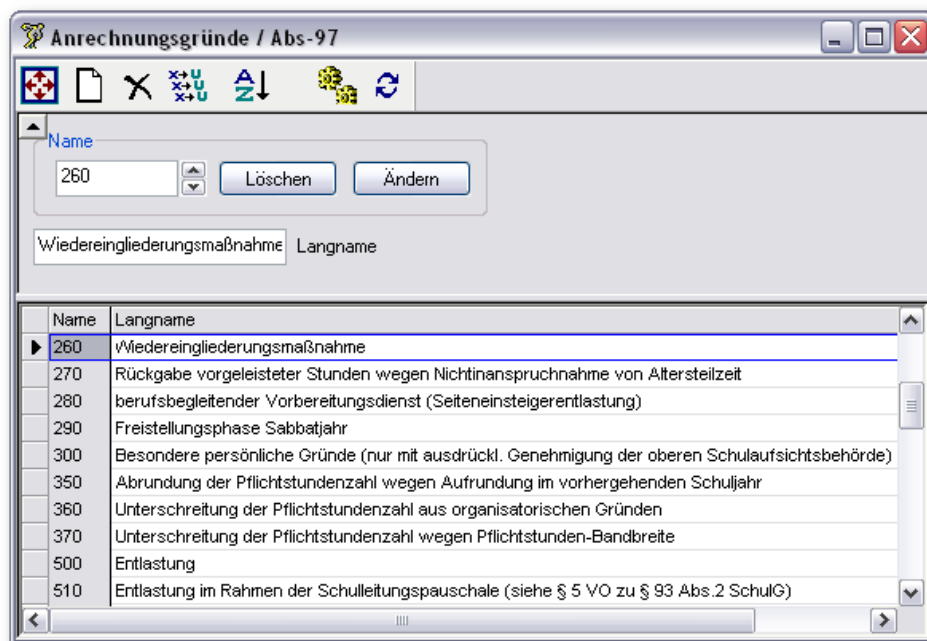 Anrechnungsgründe / Abs-97
Name
260
Löschen
Ändern
Wiedereingliederungsmaßnahme
Langname
Name Langname
260 Wiedereingliederungsmaßnahme
270 Rückgabe vorgeleisteter Stunden wegen Nichtinanspruchnahme von Altersteilzeit
280 berufsbegleitender Vorbereitungsdienst (Seiteneinsteigerentlastung)
290 Freistellungsphase Sabbatjahr
300 Besondere persönliche Gründe (nur mit ausdrückl. Genehmigung der oberen Schulaufsichtsbehörde)
350 Abrundung der Pflichtstundenzahl wegen Aufrundung im vorhergehenden Schuljahr
360 Unterschreitung der Pflichtstundenzahl aus organisatorischen Gründen
370 Unterschreitung der Pflichtstundenzahl wegen Pflichtstunden-Bandbreite
500 Entlastung
510 Entlastung im Rahmen der Schulleitungspauschale (siehe § 5 VO zu § 93 Abs.2 SchulG)